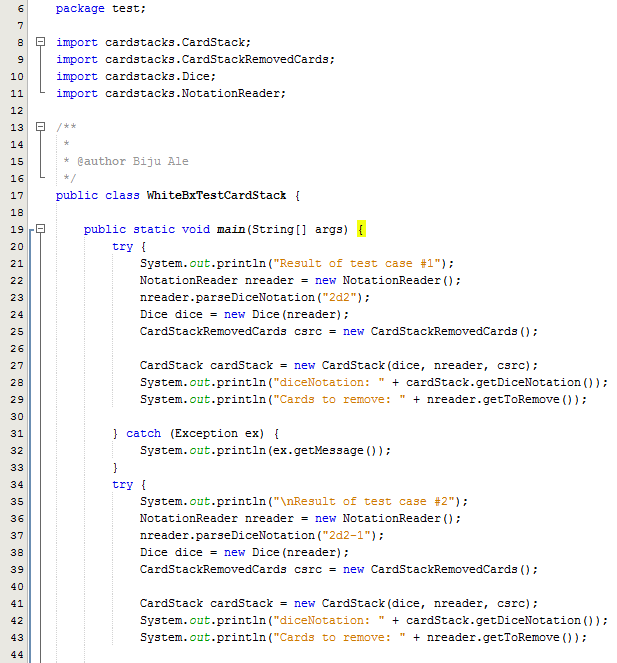 6 package test;
7
8 import cardstacks.CardStack;
9 import cardstacks.CardStackRemovedCards;
10 import cardstacks.Dice;
11 import cardstacks.NotationReader;
12
13 /**
14 *
15 * @author Biju Ale
16 */
17 public class WhiteBxTestCardStack {
18
19 public static void main(String[] args) {
20 try {
21 System.out.println("Result of test case #1");
22 NotationReader nreader = new NotationReader();
23 nreader.parseDiceNotation("2d2");
24 Dice dice = new Dice(nreader);
25 CardStackRemovedCards csrc = new CardStackRemovedCards();
26
27 CardStack cardStack = new CardStack(dice, nreader, csrc);
28 System.out.println("diceNotation: " + cardStack.getDiceNotation());
29 System.out.println("Cards to remove: " + nreader.getToRemove());
30
31 } catch (Exception ex) {
32 System.out.println(ex.getMessage());
33 }
34 try {
35 System.out.println("\nResult of test case #2");
36 NotationReader nreader = new NotationReader();
37 nreader.parseDiceNotation("2d2-1");
38 Dice dice = new Dice(nreader);
39 CardStackRemovedCards csrc = new CardStackRemovedCards();
40
41 CardStack cardStack = new CardStack(dice, nreader, csrc);
42 System.out.println("diceNotation: " + cardStack.getDiceNotation());
43 System.out.println("Cards to remove: " + nreader.getToRemove());
44